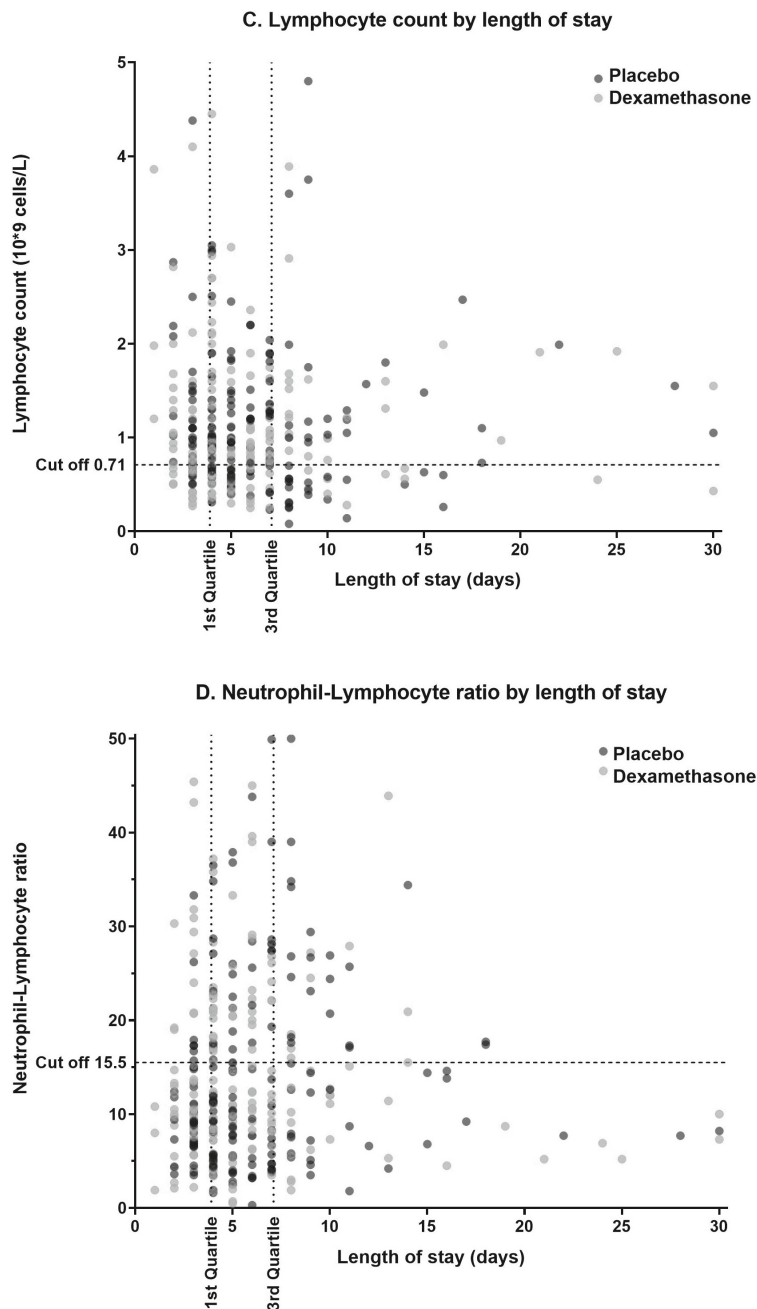 C. Lymphocyte count by length of stay
Placebo
Dexamethasone
Lymphocyte count (10*9 cells/L)
5
4
3
2
1
0
Cut off 0.71
0
5
10
15
20
25
30
1st Quartile
3rd Quartile
Length of stay (days)
D. Neutrophil-Lymphocyte ratio by length of stay
Placebo
Dexamethasone
Neutrophil-Lymphocyte ratio
50
40
30
20
10
0
Cut off 15.5
0
5
10
15
20
25
30
1st Quartile
3rd Quartile
Length of stay (days)